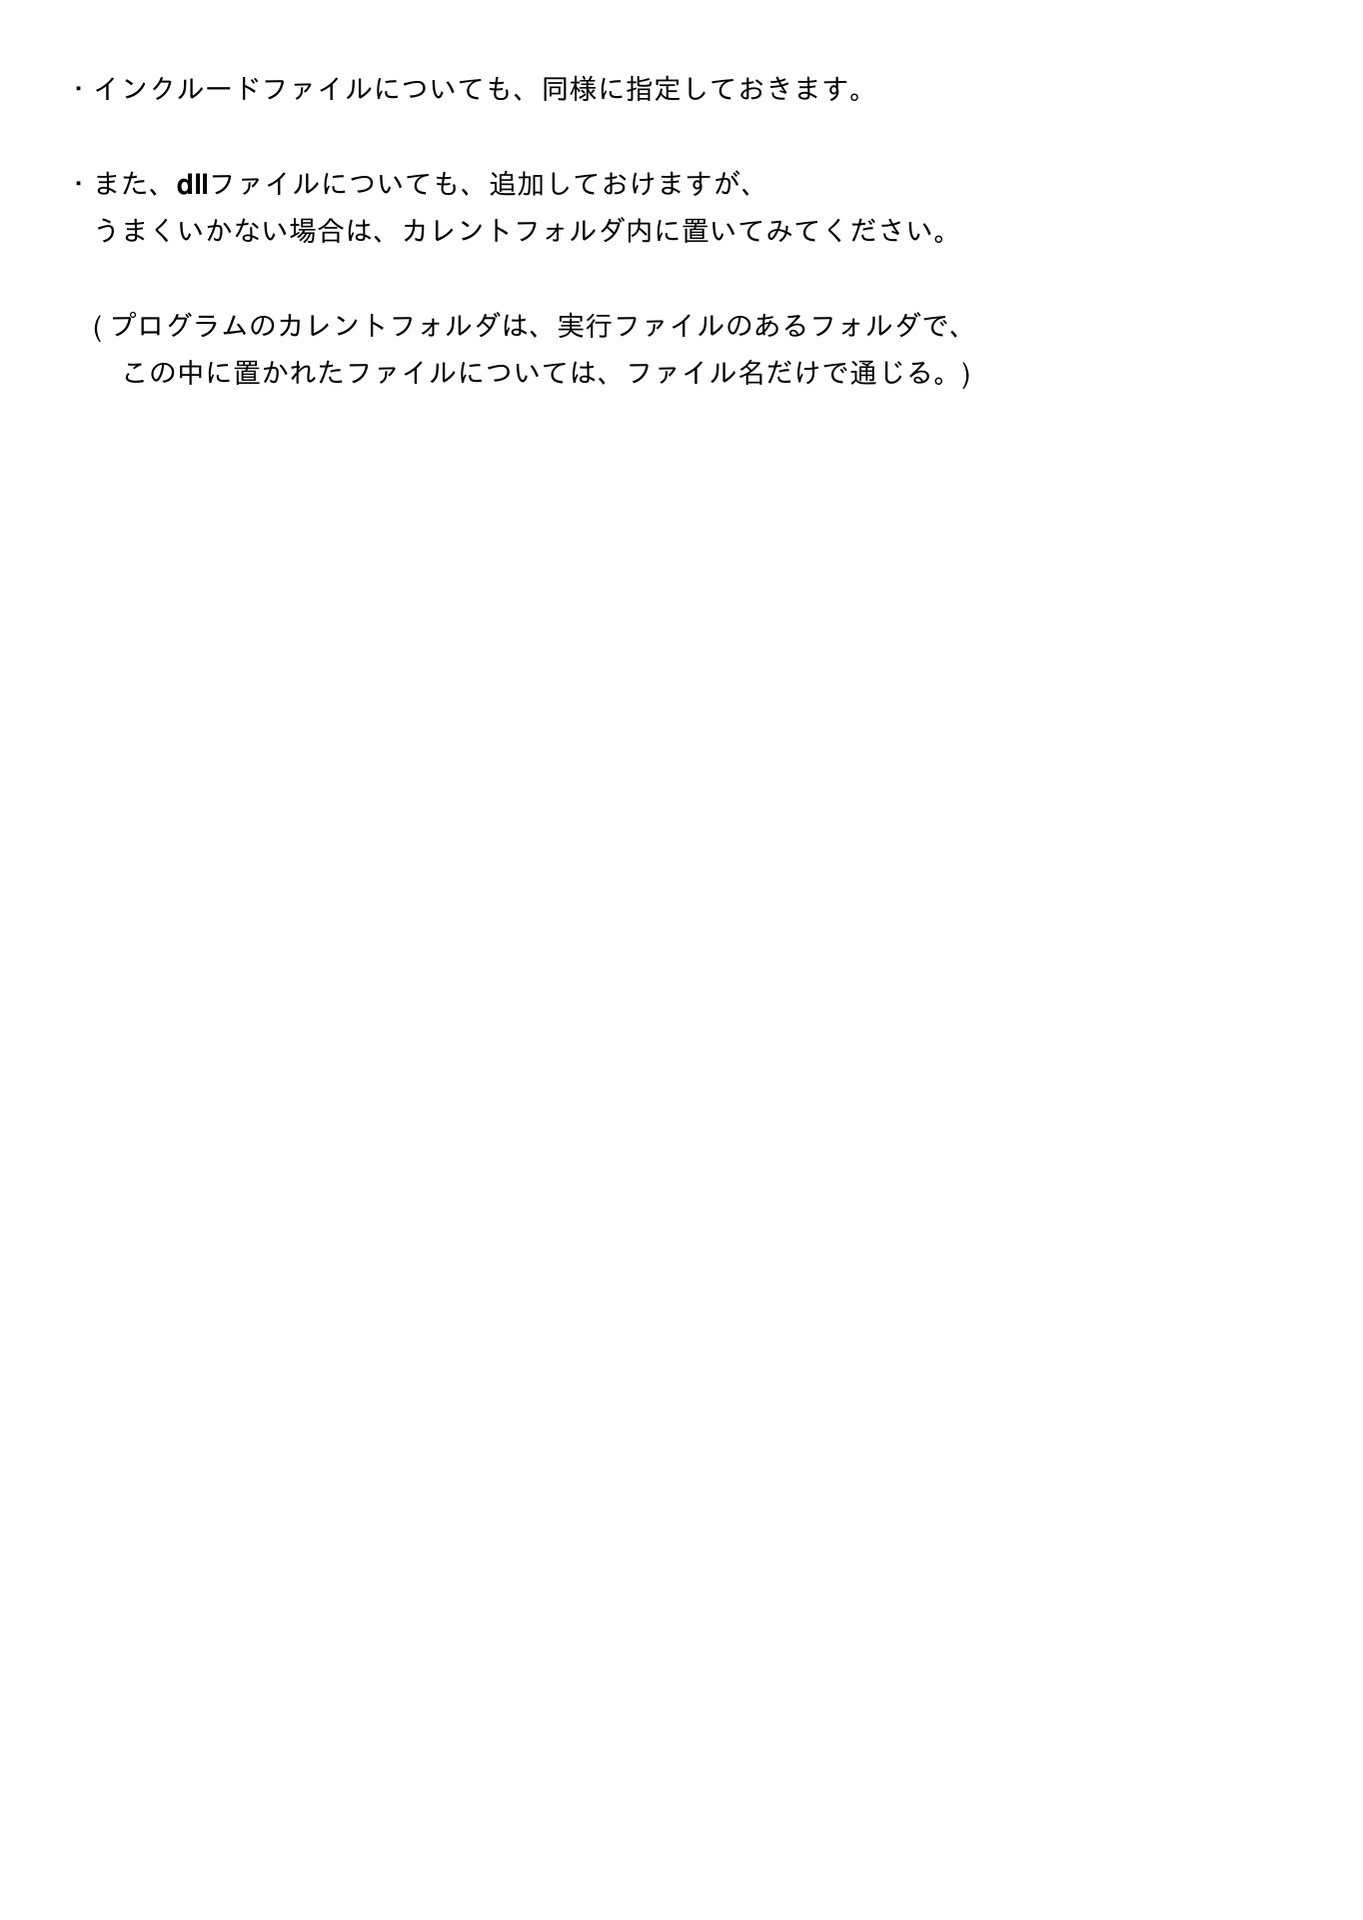 ・インクルードファイルについても、同様に指定しておきます。
・また、dllファイルについても、追加しておけますが、
うまくいかない場合は、カレントフォルダ内に置いてみてください。
( プログラムのカレントフォルダは、実行ファイルのあるフォルダで、
この中に置かれたファイルについては、ファイル名だけで通じる。)